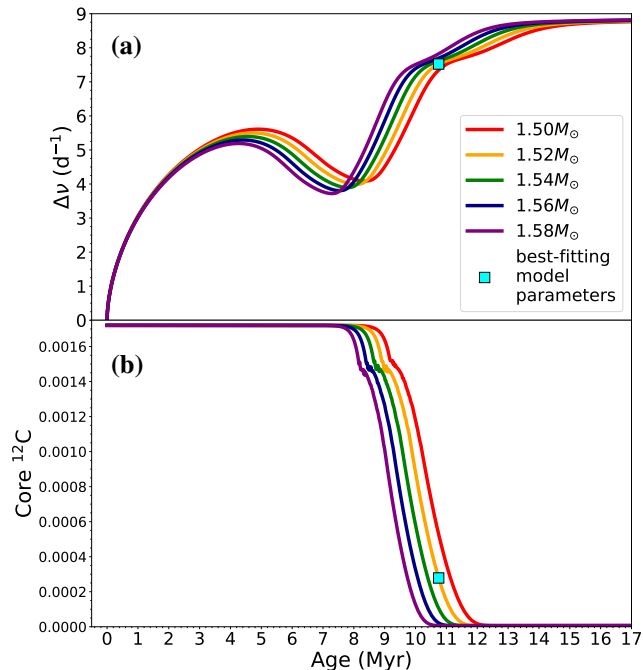 9
8
7
6
5
4
3
2
1
0
Δν (d⁻¹)
(a)
1.50M☉
1.52M☉
1.54M☉
1.56M☉
1.58M☉
best-fitting
model
parameters
0.0016
0.0014
0.0012
0.0010
0.0008
0.0006
0.0004
0.0002
0.0000
Core ¹²C
(b)
0 1 2 3 4 5 6 7 8 9 10 11 12 13 14 15 16 17
Age (Myr)